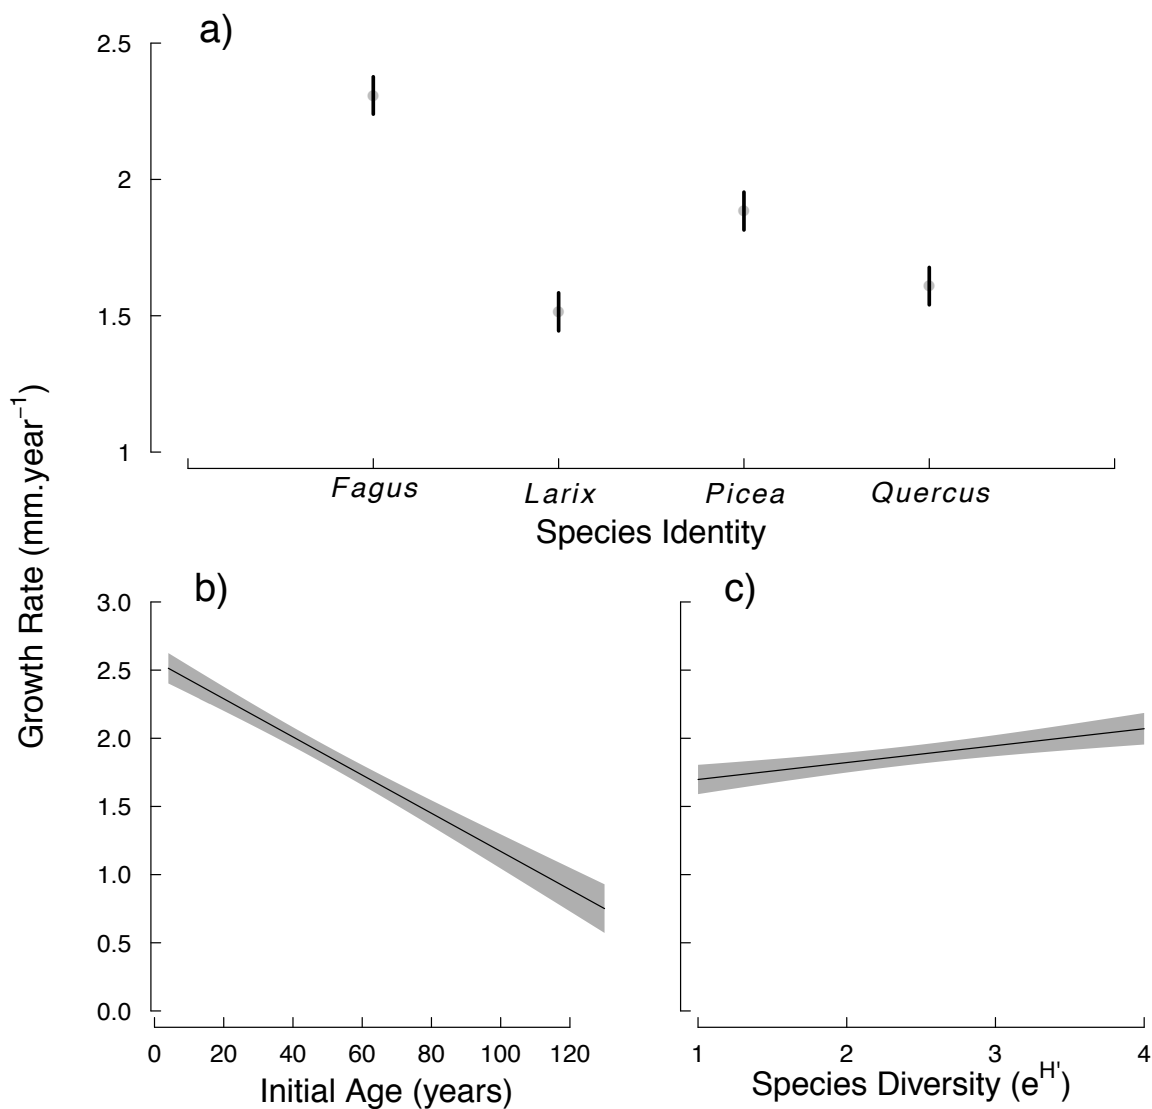 a)
2.5
2
1.5
1
Fagus Larix Picea Quercus
Species Identity
Growth Rate (mm.year⁻¹)
b)
3.0
2.5
2.0
1.5
1.0
0.5
0.0
0 20 40 60 80 100 120
Initial Age (years)
c)
1 2 3 4
Species Diversity (eᴴ')